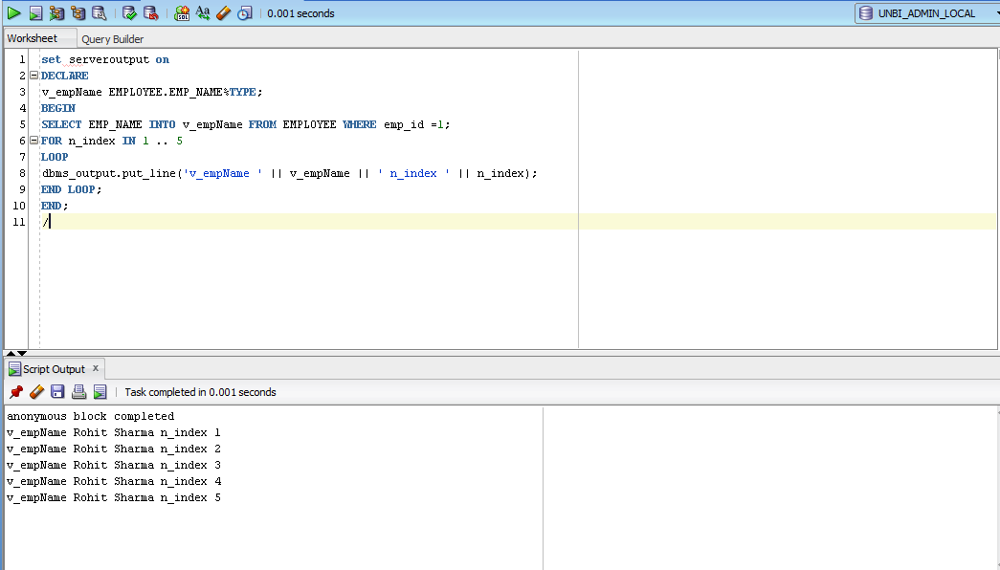 0.001 seconds
UNBI_ADMIN_LOCAL
Worksheet Query Builder
1 set serveroutput on
2 DECLARE
3 v_empName EMPLOYEE.EMP_NAME%TYPE;
4 BEGIN
5 SELECT EMP_NAME INTO v_empName FROM EMPLOYEE WHERE emp_id =1;
6 FOR n_index IN 1 .. 5
7 LOOP
8 dbms_output.put_line('v_empName ' || v_empName || ' n_index ' || n_index);
9 END LOOP;
10 END;
11 /
Script Output x
Task completed in 0.001 seconds
anonymous block completed
v_empName Rohit Sharma n_index 1
v_empName Rohit Sharma n_index 2
v_empName Rohit Sharma n_index 3
v_empName Rohit Sharma n_index 4
v_empName Rohit Sharma n_index 5